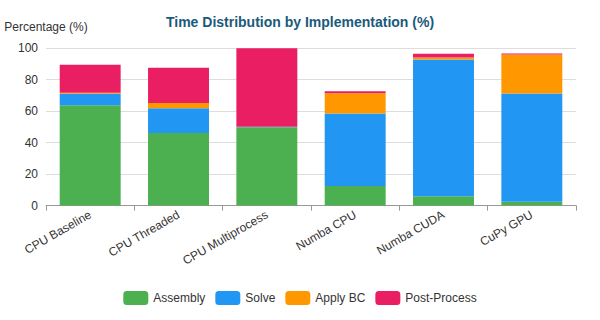 Time Distribution by Implementation (%)
Percentage (%)
100
80
60
40
20
0
CPU Baseline
CPU Threaded
CPU Multiprocess
Numba CPU
Numba CUDA
CuPy GPU
Assembly Solve Apply BC Post-Process